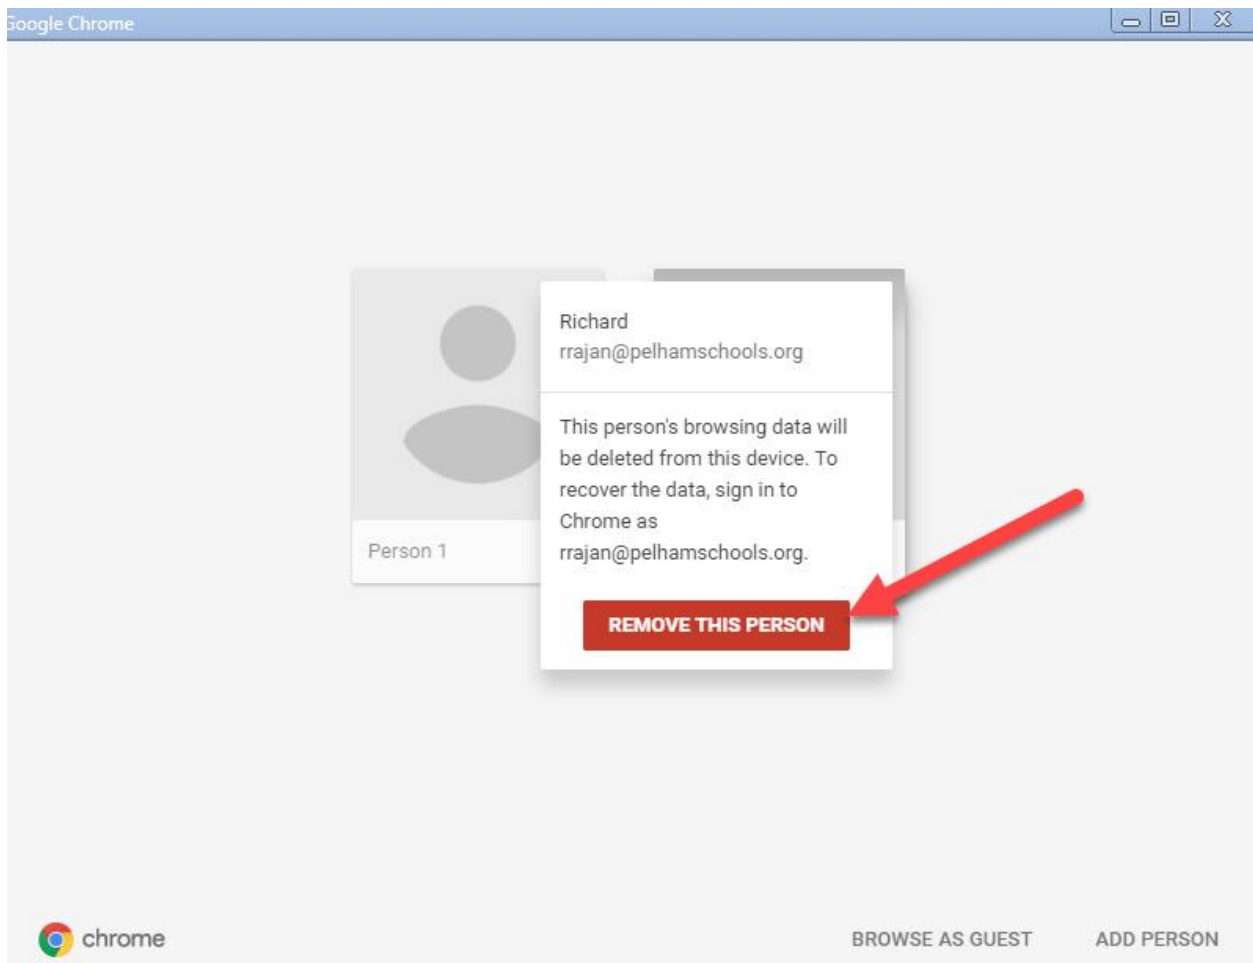 Google Chrome
Richard
rrajan@pelhamschools.org
This person's browsing data will
be deleted from this device. To
recover the data, sign in to
Chrome as
rrajan@pelhamschools.org.
Person 1
REMOVE THIS PERSON
chrome
BROWSE AS GUEST
ADD PERSON